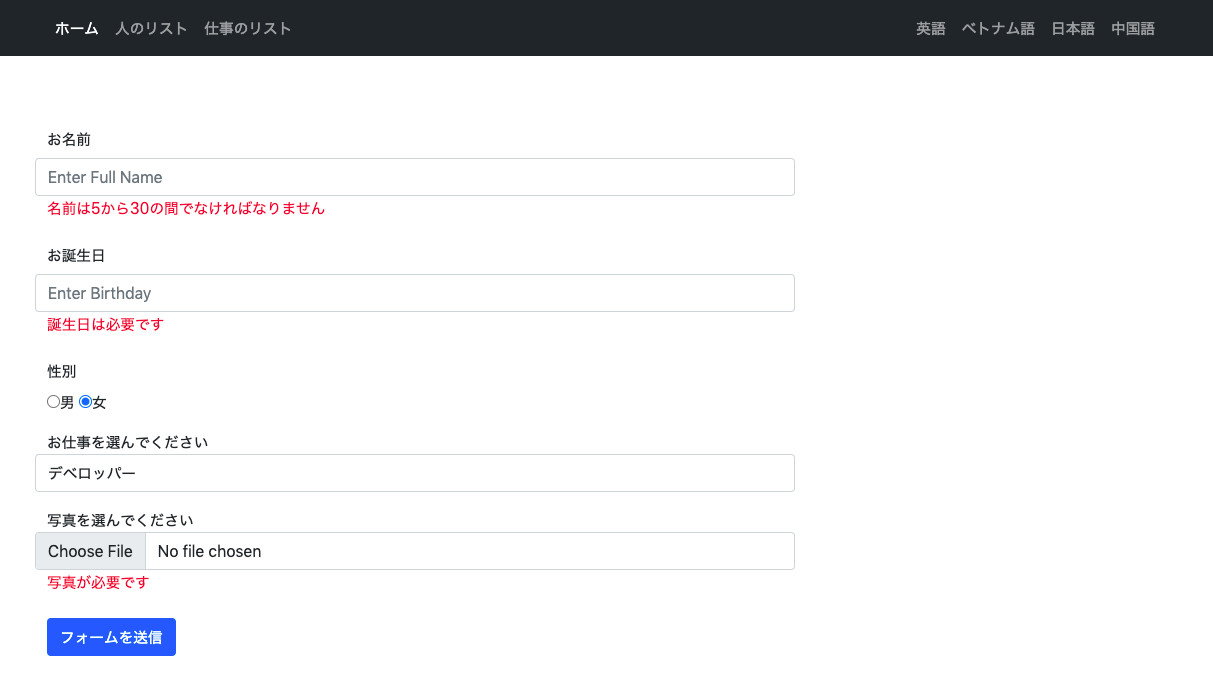 ホーム 人のリスト 仕事のリスト 英語 ベトナム語 日本語 中国語
お名前
Enter Full Name
名前は5から30の間でなければなりません
お誕生日
Enter Birthday
誕生日は必要です
性別
男 女
お仕事を選んでください
デベロッパー
写真を選んでください
Choose File No file chosen
写真が必要です
フォームを送信